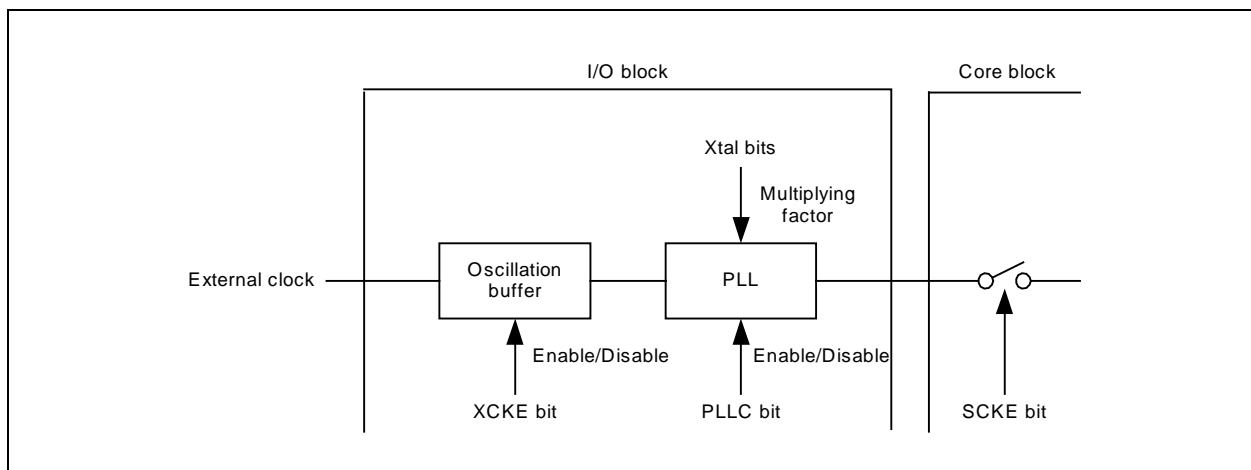 I/O block
Core block
Xtal bits
Multiplying
factor
External clock
Oscillation
buffer
PLL
Enable/Disable
Enable/Disable
XCKE bit
PLLC bit
SCKE bit